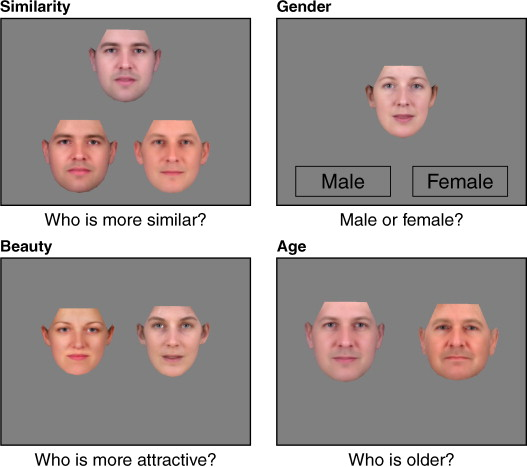 Similarity
Who is more similar?
Gender
Male
Female
Male or female?
Beauty
Who is more attractive?
Age
Who is older?